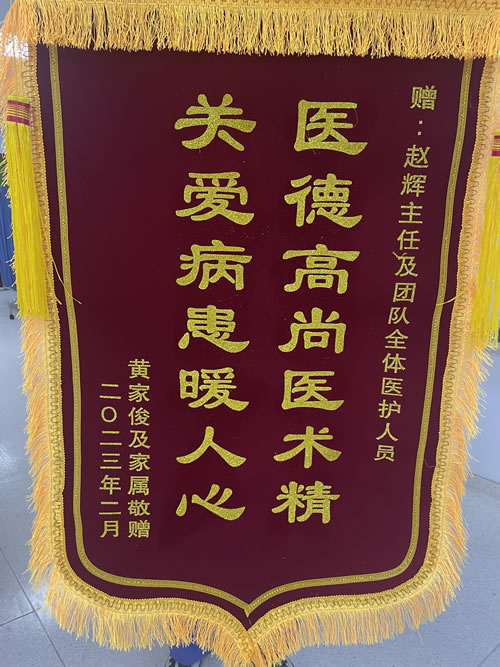 赠：赵辉主任及团队全体医护人员
医德高尚医术精
关爱病患暖人心
黄家俊及家属敬赠
二〇二三年二月